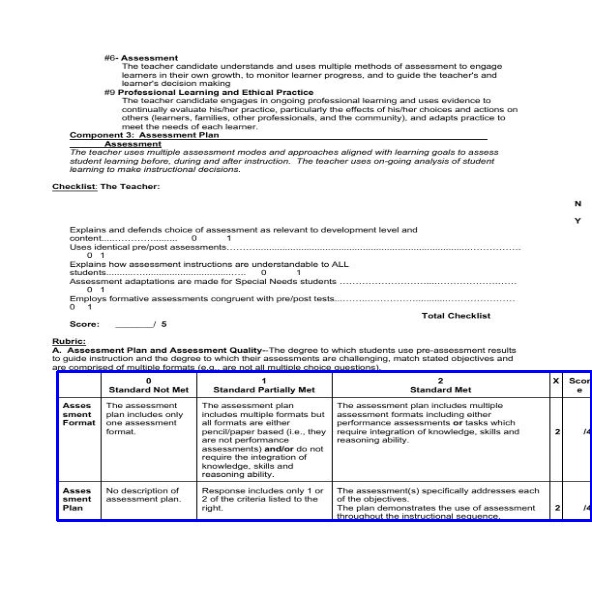 #6- Assessment
The teacher candidate understands and uses multiple methods of assessment to engage
learners in their own growth, to monitor learner progress, and to guide the teacher's and
learner's decision making
#9 Professional Learning and Ethical Practice
The teacher candidate engages in ongoing professional learning and uses evidence to
continually evaluate his/her practice, particularly the effects of his/her choices and actions on
others (learners, families, other professionals, and the community), and adapts practice to
meet the needs of each learner.
Component 3: Assessment Plan
Assessment
The teacher uses multiple assessment modes and approaches aligned with learning goals to assess
student learning before, during and after instruction. The teacher uses on-going analysis of student
learning to make instructional decisions.
Checklist: The Teacher:
N
Y
Explains and defends choice of assessment as relevant to development level and
content....................... 0 1
Uses identical pre/post assessments........................................................................................
0 1
Explains how assessment instructions are understandable to ALL
students.................................................. 0 1
Assessment adaptations are made for Special Needs students .......................................................
0 1
Employs formative assessments congruent with pre/post tests.......................................................
0 1
Total Checklist
Score: ________/ 5
Rubric:
A. Assessment Plan and Assessment Quality--The degree to which students use pre-assessment results
to guide instruction and the degree to which their assessments are challenging, match stated objectives and
are comprised of multiple formats (e.g., are not all multiple choice questions).
0
Standard Not Met
1
Standard Partially Met
2
Standard Met
X
Scor
e
Asses
sment
Format
The assessment
plan includes only
one assessment
format.
The assessment plan
includes multiple formats but
all formats are either
pencil/paper based (i.e., they
are not performance
assessments) and/or do not
require the integration of
knowledge, skills and
reasoning ability.
The assessment plan includes multiple
assessment formats including either
performance assessments or tasks which
require integration of knowledge, skills and
reasoning ability.
2
/4
Asses
sment
Plan
No description of
assessment plan.
Response includes only 1 or
2 of the criteria listed to the
right.
The assessment(s) specifically addresses each
of the objectives.
The plan demonstrates the use of assessment
throughout the instructional sequence.
2
/4